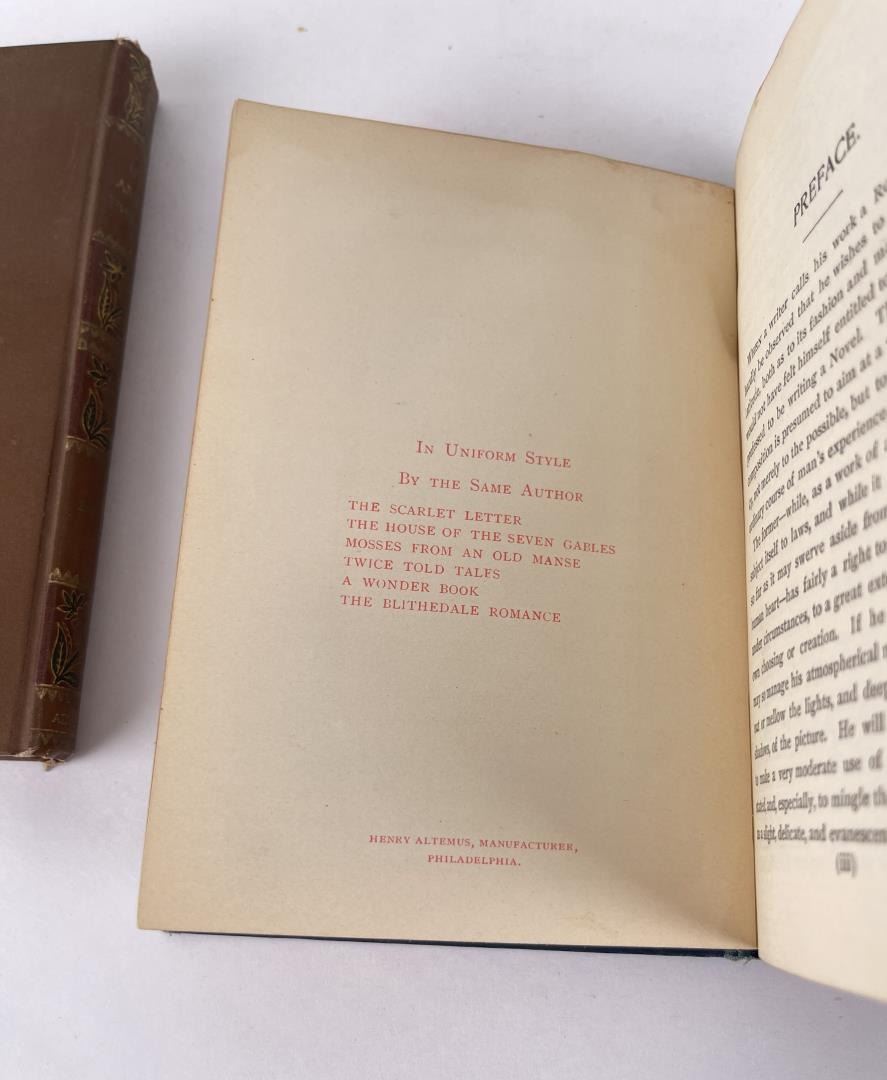 In Uniform Style
By the Same Author
THE SCARLET LETTER
THE HOUSE OF THE SEVEN GABLES
MOSSES FROM AN OLD MANSE
TWICE TOLD TALES
A WONDER BOOK
THE BLITHEDALE ROMANCE
HENRY ALTEMUS, MANUFACTURER,
PHILADELPHIA.
PREFACE.
When a writer calls his work a
hardly be observed that he wishes to
latitude, both as to its fashion and
would not have felt himself entitled to
professed to be writing a Novel.
composition is presumed to aim at a
not merely to the possible, but to
ordinary course of man's experience.
The former—while, as a work of
subject itself to laws, and while it
so far as it may swerve aside from
human heart—has fairly a right to
under circumstances, to a great
own choosing or creation. If he
may so manage his atmospherical
out or mellow the lights, and
shadows, of the picture. He will
to make a very moderate use of
stated, and, especially, to mingle
as a slight, delicate, and
(iii)